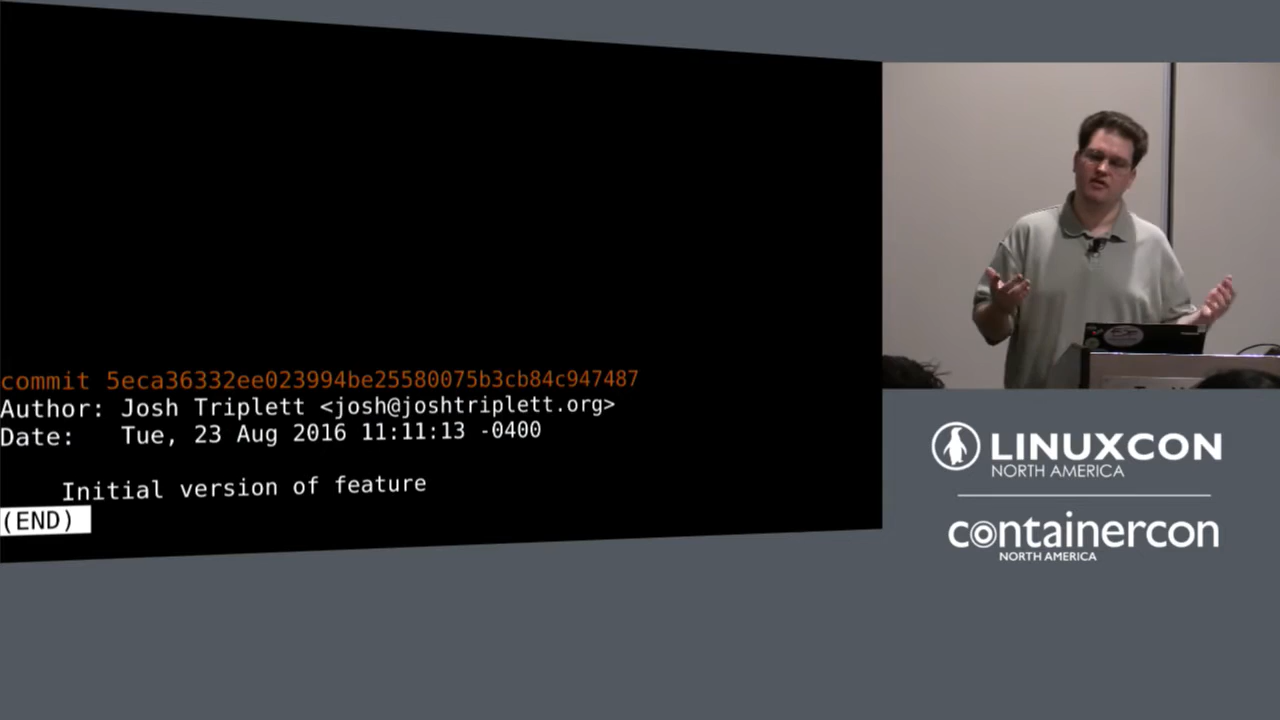 commit 5eca36332ee023994be25580075b3cb84c947487
Author: Josh Triplett <josh@joshtriplett.org>
Date:   Tue, 23 Aug 2016 11:11:13 -0400
Initial version of feature
(END)
LINUXCON
NORTH AMERICA
containercon
NORTH AMERICA